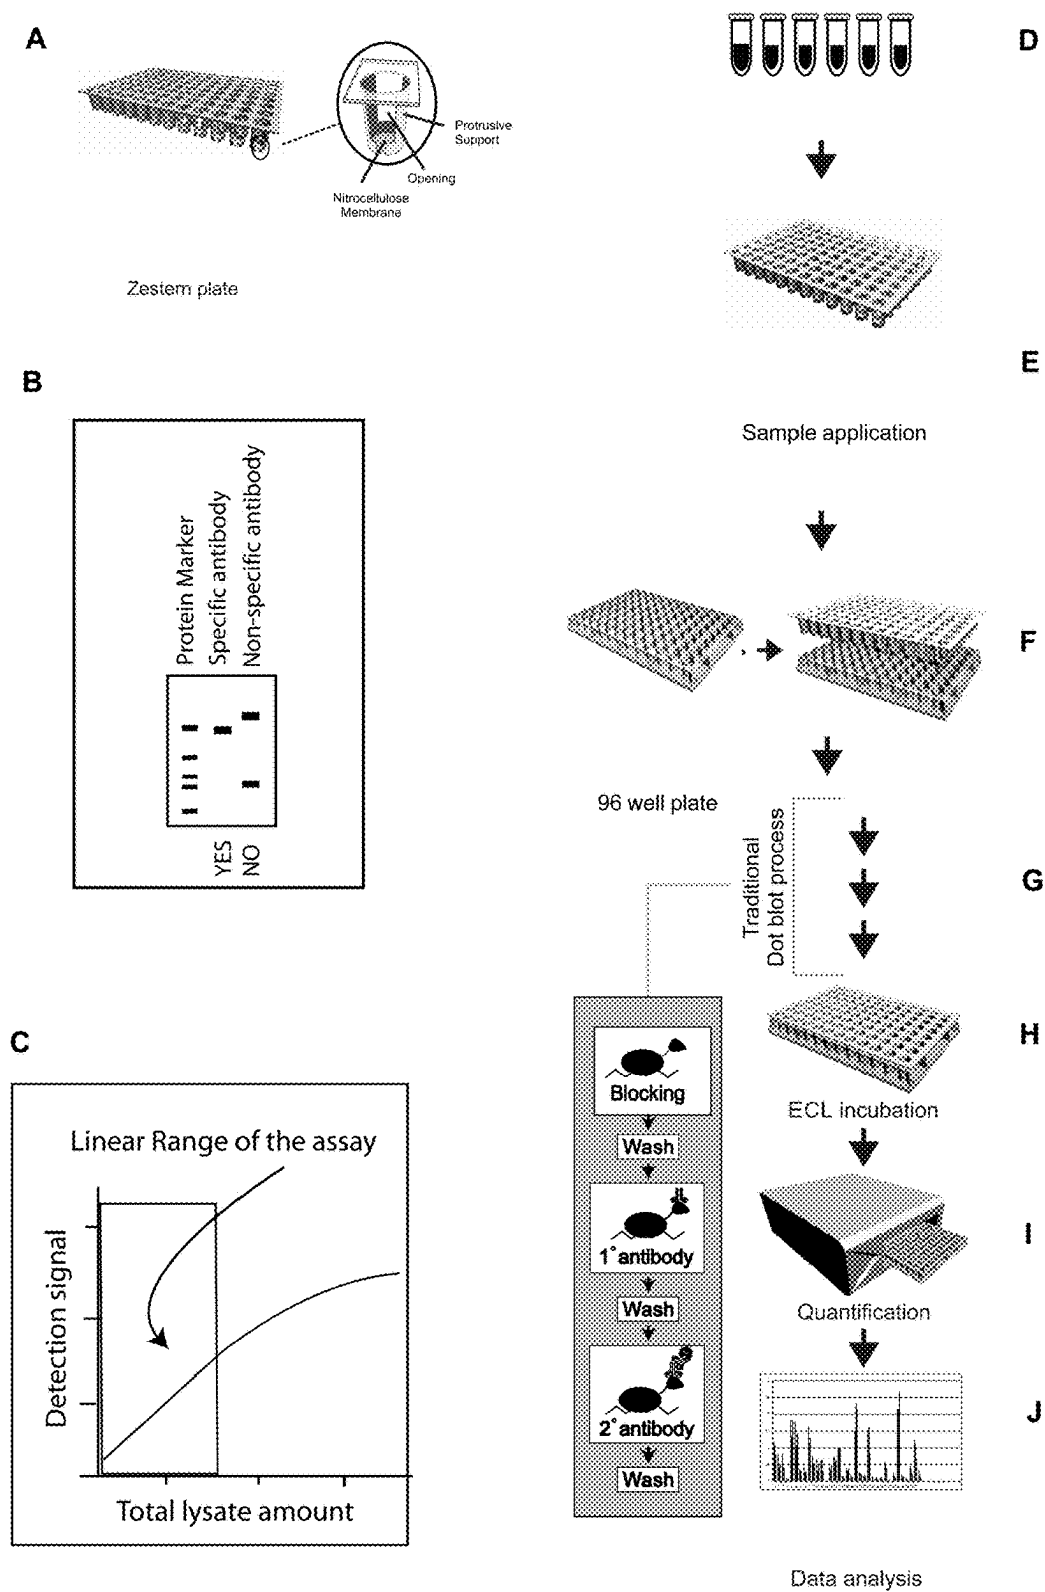 A
Protrusive
Support
Opening
Nitrocellulose
Membrane
Zestern plate
B
Protein Marker
Specific antibody
Non-specific antibody
YES
NO
C
Linear Range of the assay
Detection signal
Total lysate amount
D
E
Sample application
F
96 well plate
Traditional
Dot blot process
G
Blocking
Wash
1° antibody
Wash
2° antibody
Wash
H
ECL incubation
I
Quantification
J
Data analysis